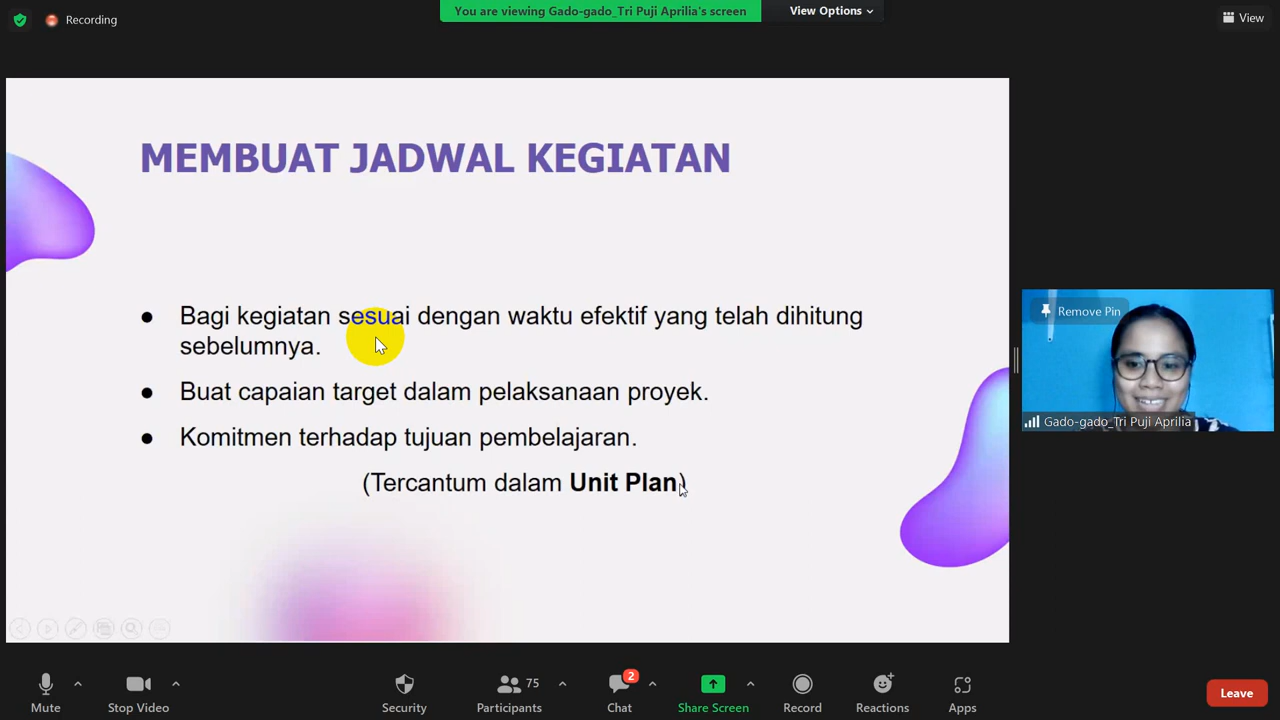 Recording
You are viewing Gado-gado_Tri Puji Aprilia's screen
View Options
View
MEMBUAT JADWAL KEGIATAN
● Bagi kegiatan sesuai dengan waktu efektif yang telah dihitung
sebelumnya.
● Buat capaian target dalam pelaksanaan proyek.
● Komitmen terhadap tujuan pembelajaran.
(Tercantum dalam Unit Plan)
Remove Pin
Gado-gado_Tri Puji Aprilia
Mute
Stop Video
Security
75
Participants
2
Chat
Share Screen
Record
Reactions
Apps
Leave